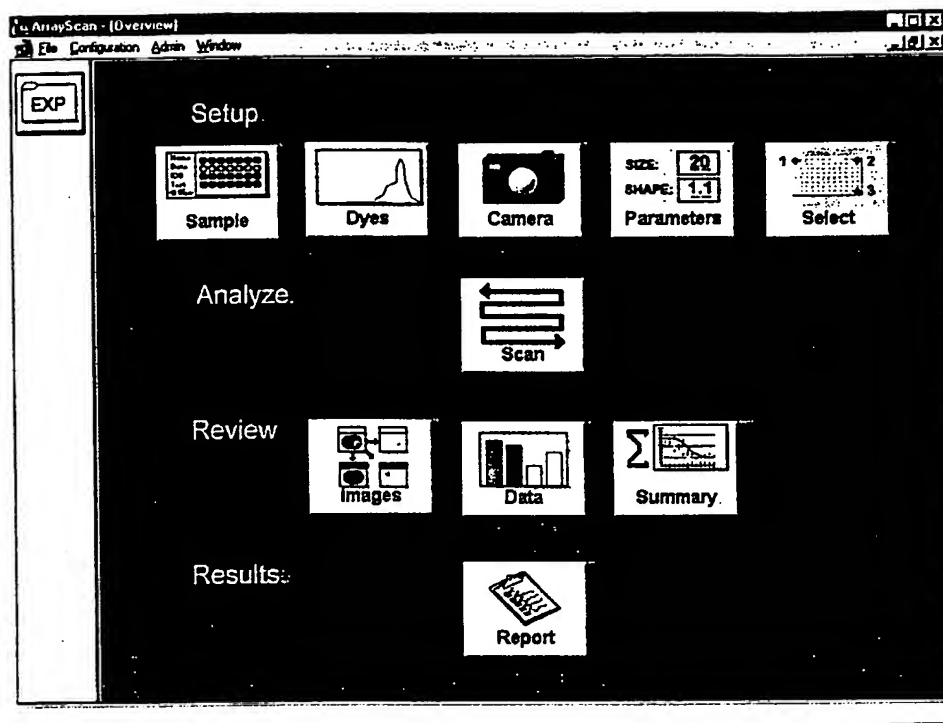 ArrayScan - [Overview]
File Configuration Admin Window
EXP
Setup.
SIZE: 20
SHAPE: 1.1
1 2
3
Sample Dyes Camera Parameters Select
Analyze.
Scan
Review
Images Data Summary.
Results:
Report